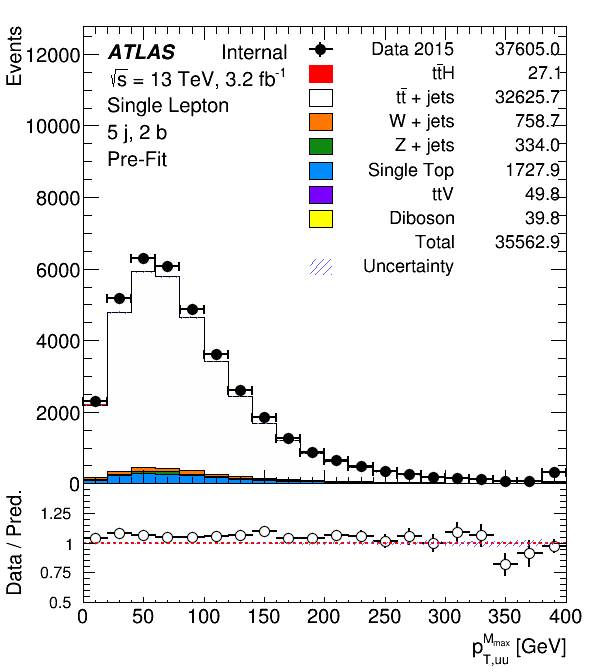 Events
ATLAS Internal
√s = 13 TeV, 3.2 fb⁻¹
Single Lepton
5 j, 2 b
Pre-Fit
Data 2015 37605.0
tt̄H 27.1
tt̄ + jets 32625.7
W + jets 758.7
Z + jets 334.0
Single Top 1727.9
ttV 49.8
Diboson 39.8
Total 35562.9
Uncertainty
12000
10000
8000
6000
4000
2000
0
Data / Pred.
1.25
1
0.75
0.5
0 50 100 150 200 250 300 350 400
p_{T,uu}^{M_{max}} [GeV]